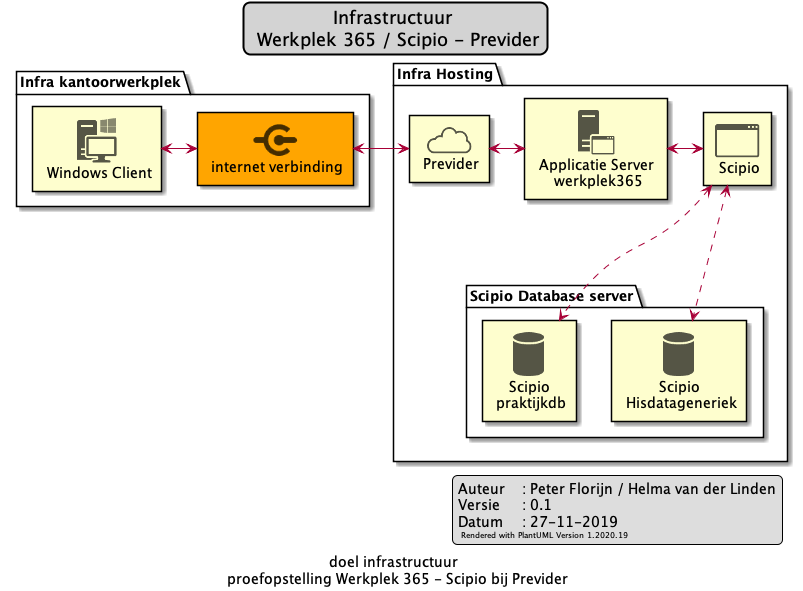 Infrastructuur
Werkplek 365 / Scipio - Previder
Infra kantoorwerkplek
Windows Client
internet verbinding
Infra Hosting
Previder
Applicatie Server
werkplek365
Scipio
Scipio Database server
Scipio
praktijkdb
Scipio
Hisdatageneriek
Auteur : Peter Florijn / Helma van der Linden
Versie : 0.1
Datum : 27-11-2019
Rendered with PlantUML Version 1.2020.19
doel infrastructuur
proefopstelling Werkplek 365 - Scipio bij Previder